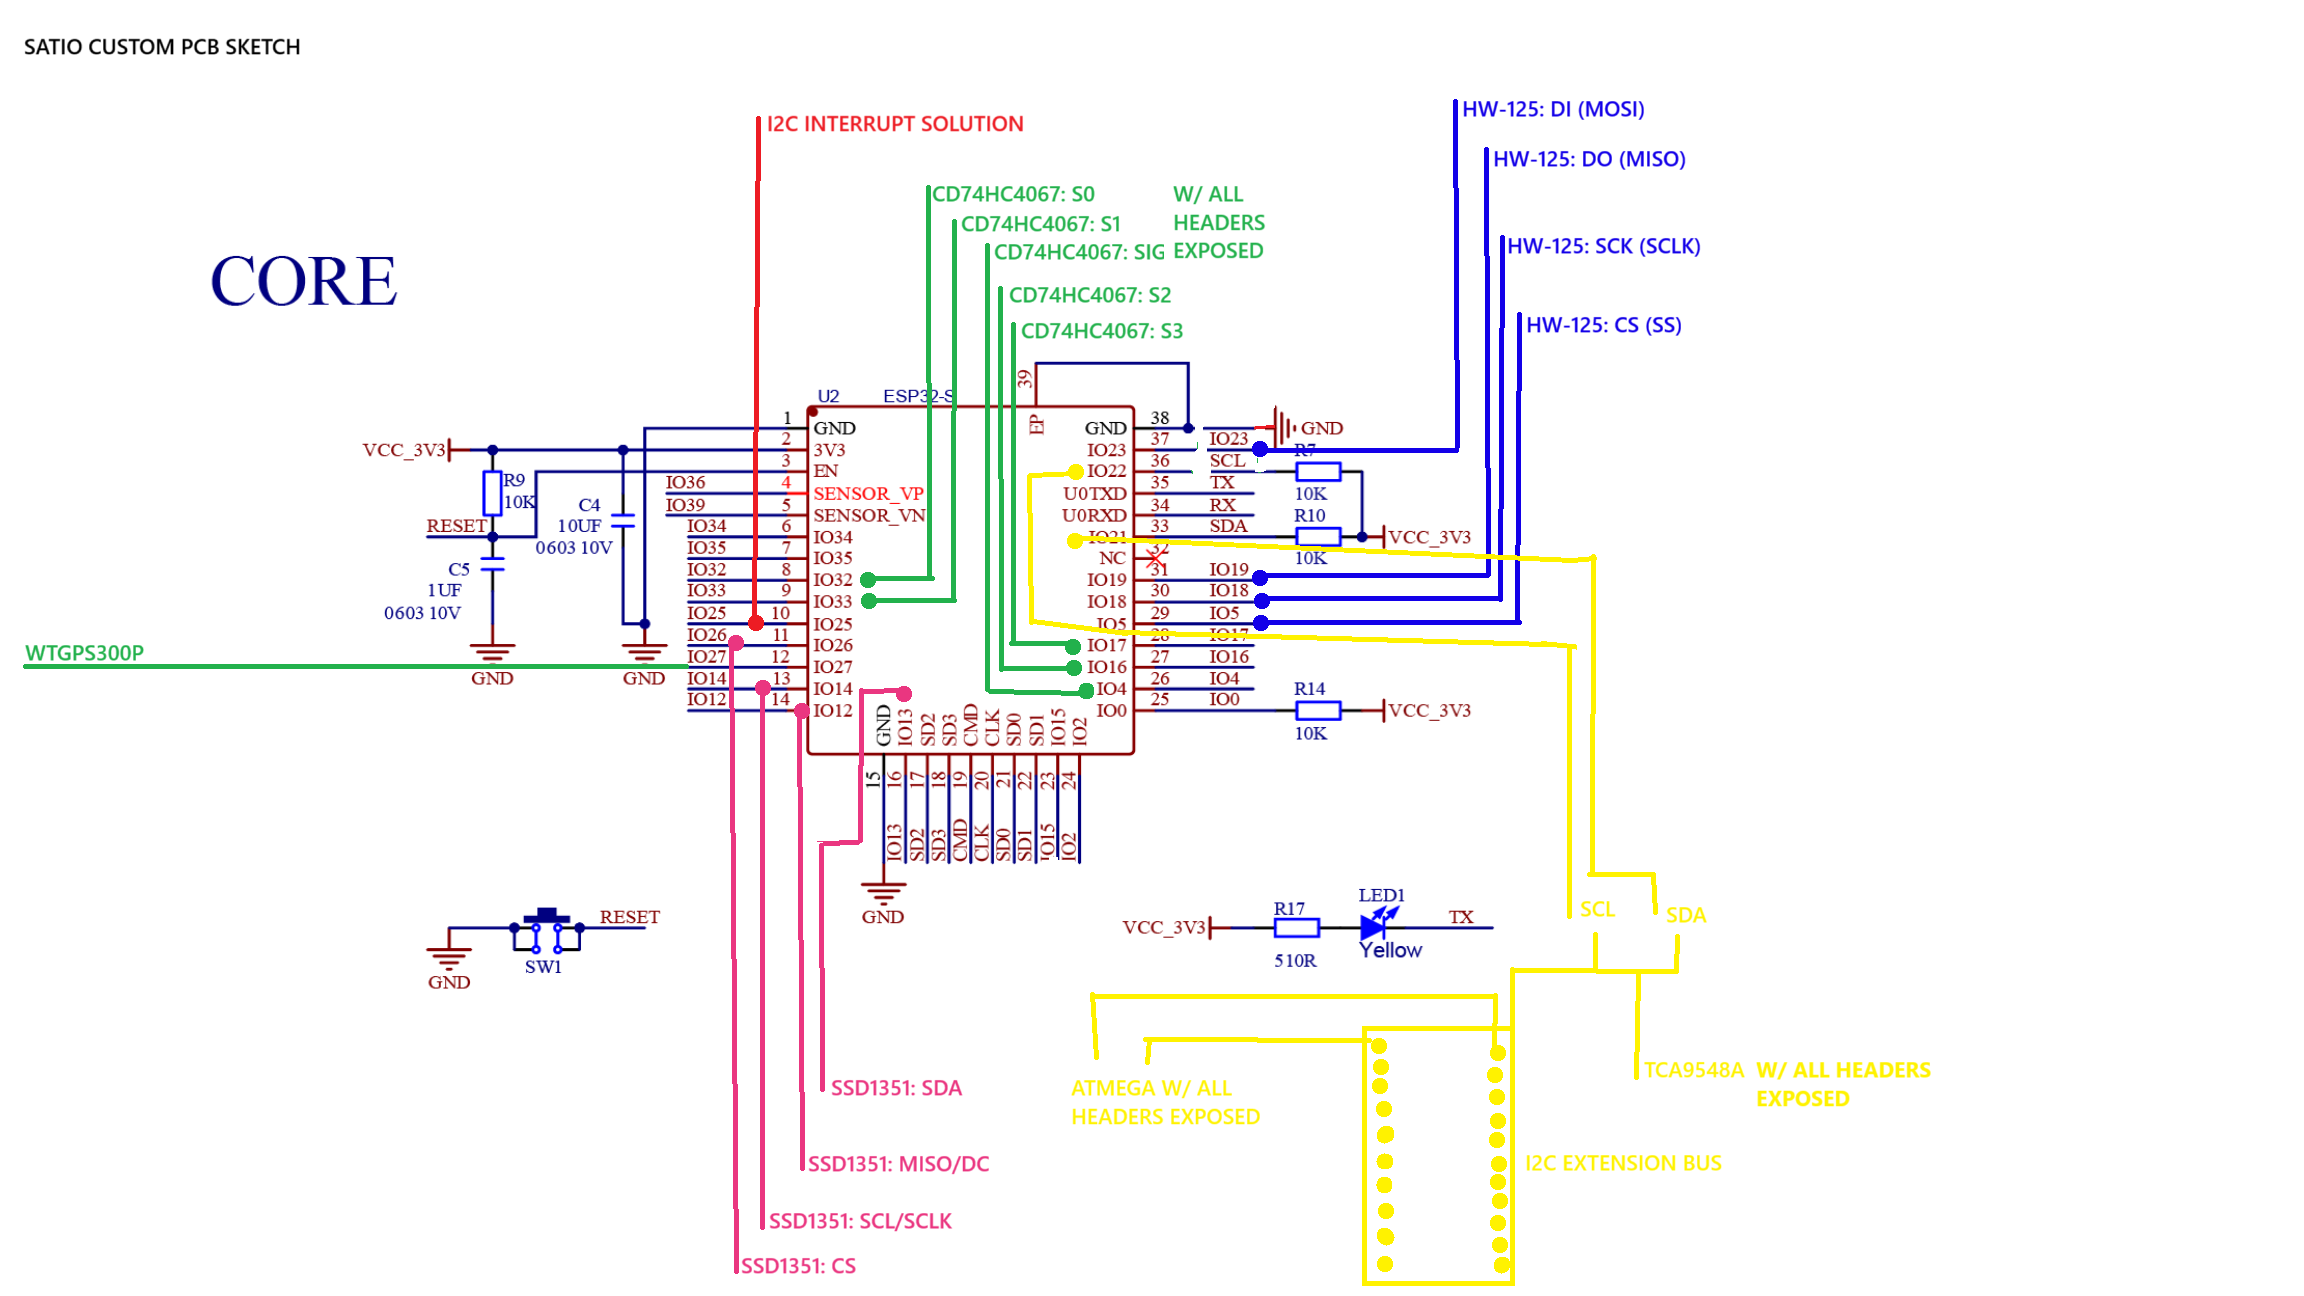 SATIO CUSTOM PCB SKETCH
HW-125: DI (MOSI)
I2C INTERRUPT SOLUTION
HW-125: DO (MISO)
CD74HC4067: S0
W/ ALL
HEADERS
EXPOSED
CD74HC4067: S1
CD74HC4067: SIG
HW-125: SCK (SCLK)
CORE
CD74HC4067: S2
HW-125: CS (SS)
CD74HC4067: S3
U2
ESP32-S
39
EP
VCC_3V3
R9
10K
C4
10UF
0603 10V
RESET
C5
1UF
0603 10V
GND
GND
WTGPS300P
IO36
IO39
IO34
IO35
IO32
IO33
IO25
IO26
IO27
IO14
IO12
1
2
3
4
5
6
7
8
9
10
11
12
13
14
GND
3V3
EN
SENSOR_VP
SENSOR_VN
IO34
IO35
IO32
IO33
IO25
IO26
IO27
IO14
IO12
GND
IO23
IO22
U0TXD
U0RXD
IO21
NC
IO19
IO18
IO5
IO17
IO16
IO4
IO0
38
37
36
35
34
33
32
31
30
29
28
27
26
25
IO23
SCL
TX
RX
SDA
IO19
IO18
IO5
IO17
IO16
IO4
IO0
GND
R7
10K
R10
10K
VCC_3V3
R14
10K
VCC_3V3
GND
IO13
SD2
SD3
CMD
CLK
SD0
SD1
IO15
IO2
15
16
17
18
19
20
21
22
23
24
IO13
SD2
SD3
CMD
CLK
SD0
SD1
IO15
IO2
GND
RESET
SW1
GND
VCC_3V3
R17
510R
LED1
Yellow
TX
SCL
SDA
SSD1351: SDA
ATMEGA W/ ALL
HEADERS EXPOSED
TCA9548A W/ ALL HEADERS
EXPOSED
SSD1351: MISO/DC
I2C EXTENSION BUS
SSD1351: SCL/SCLK
SSD1351: CS